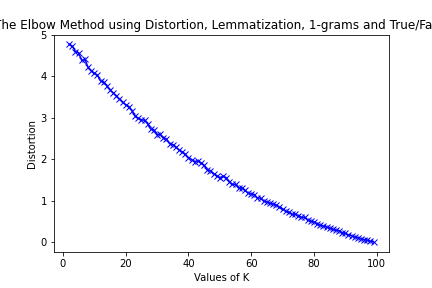 The Elbow Method using Distortion, Lemmatization, 1-grams and True/Fa
5
4
3
2
1
0
Distortion
0 20 40 60 80 100
Values of K